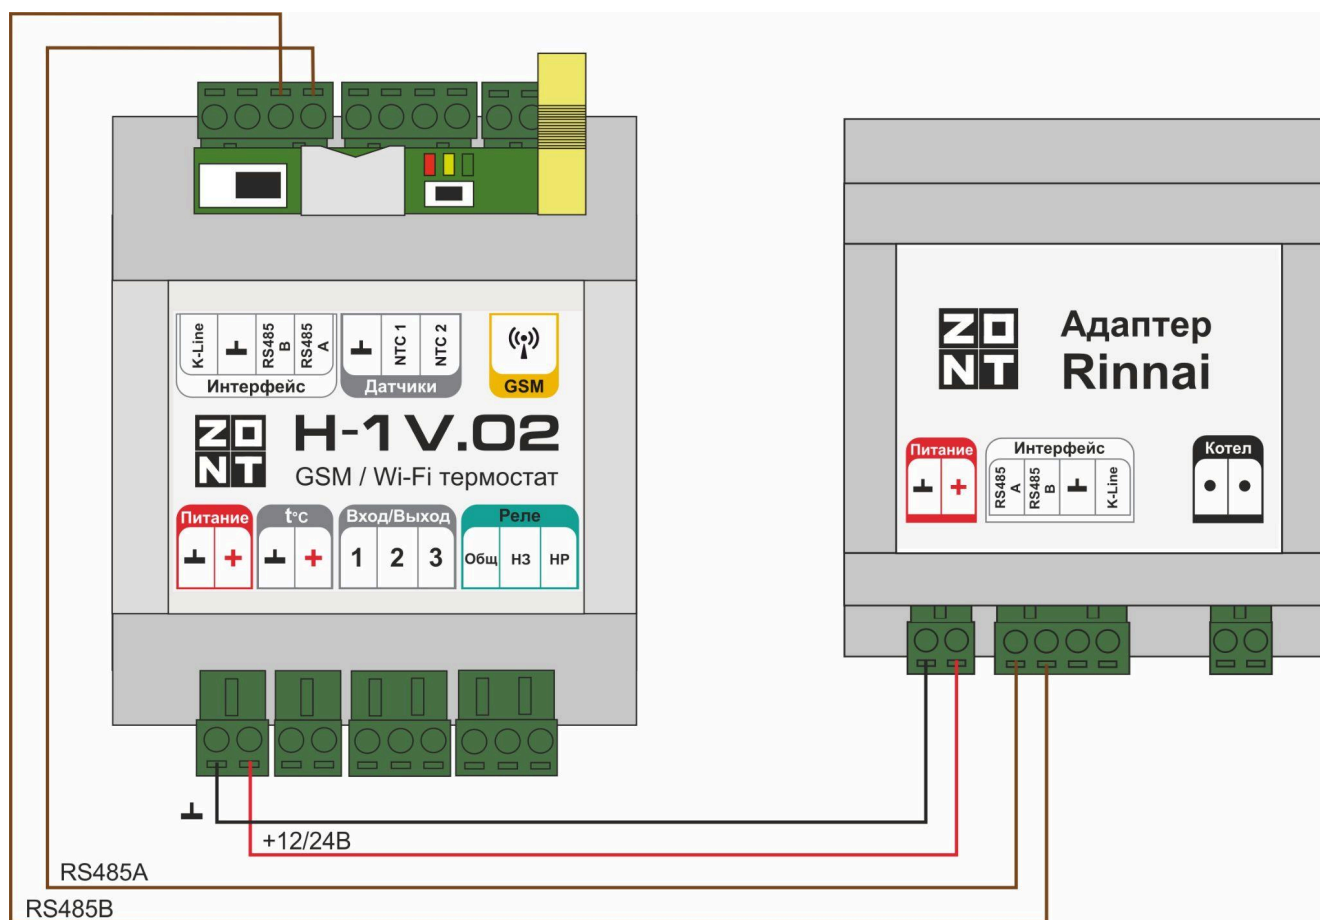 K-Line
RS485 B
RS485 A
NTC 1
NTC 2
Интерфейс
Датчики
GSM
ZONT
H-1V.02
GSM / Wi-Fi термостат
Питание
t°C
Вход/Выход
Реле
+
+
1
2
3
Общ
НЗ
НР
+12/24В
RS485A
RS485B
ZONT
Адаптер
Rinnai
Питание
Интерфейс
Котел
+
RS485 A
RS485 B
K-Line